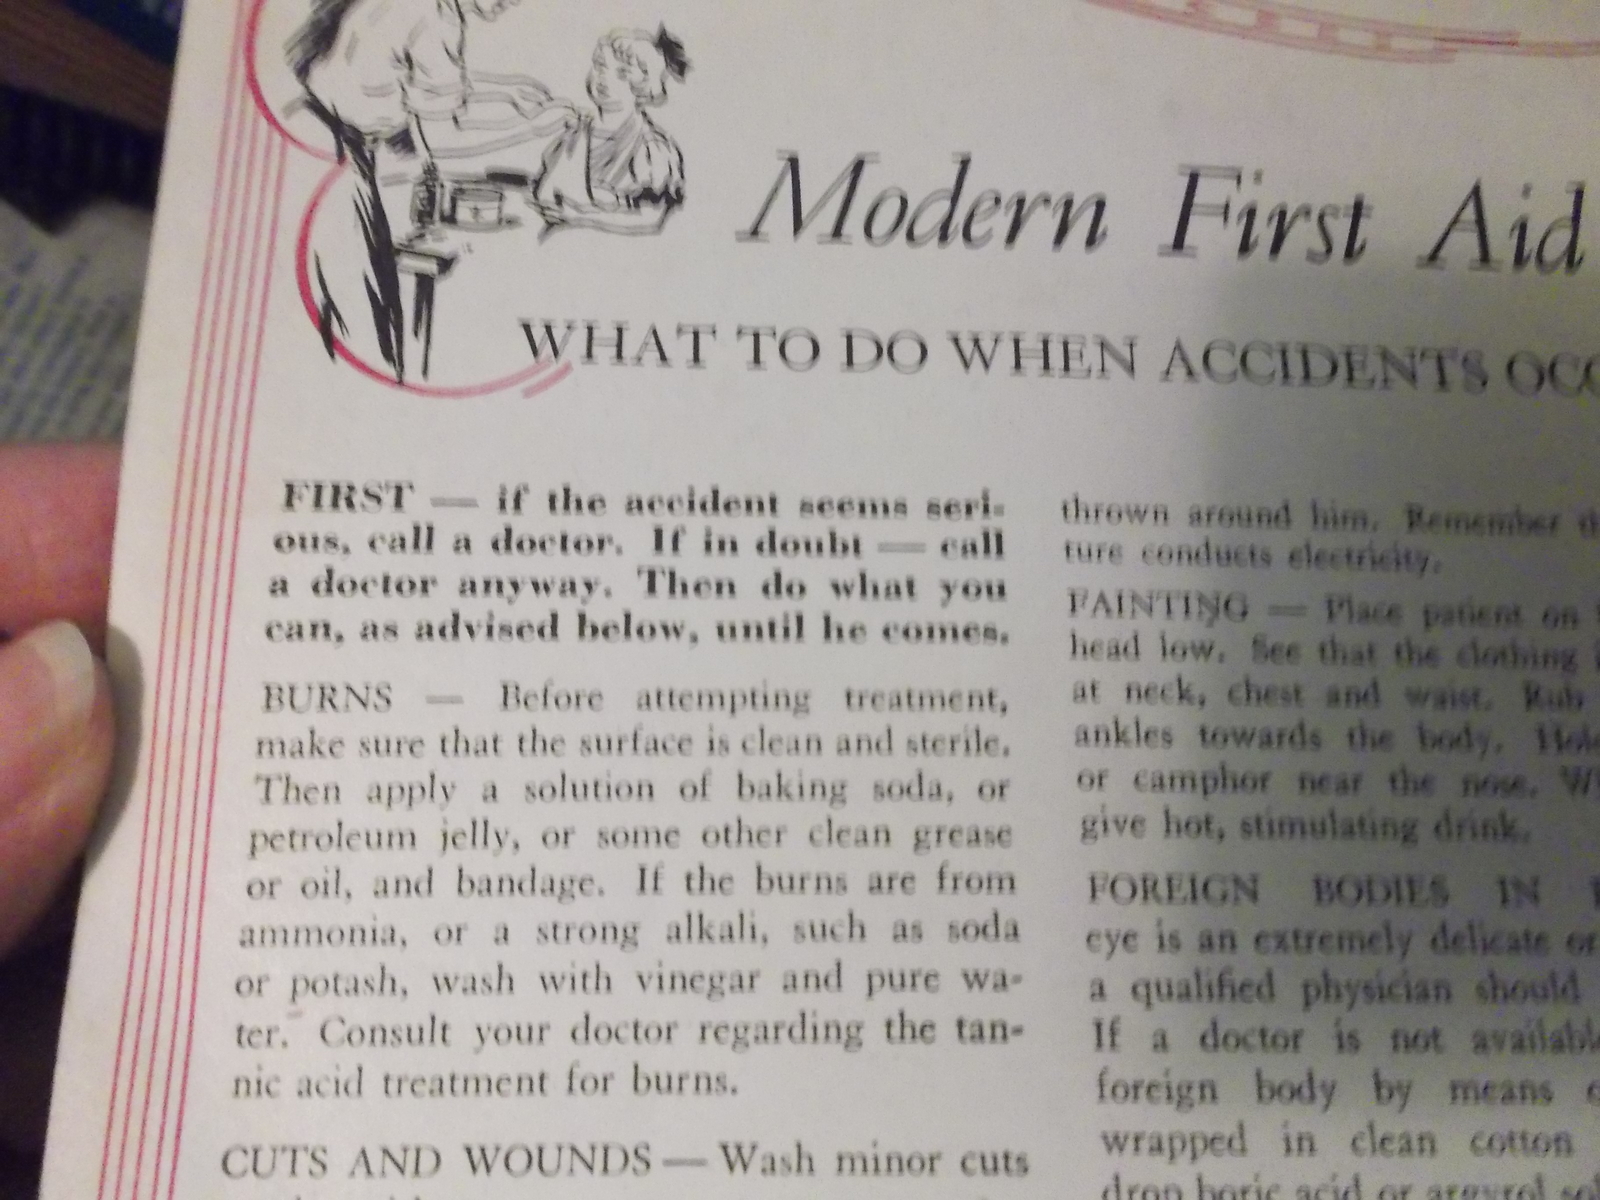 Modern First Aid
WHAT TO DO WHEN ACCIDENTS
FIRST — if the accident seems seri-
ous, call a doctor. If in doubt — call
a doctor anyway. Then do what you
can, as advised below, until he comes.
BURNS — Before attempting treatment,
make sure that the surface is clean and sterile.
Then apply a solution of baking soda, or
petroleum jelly, or some other clean grease
or oil, and bandage. If the burns are from
ammonia, or a strong alkali, such as soda
or potash, wash with vinegar and pure wa-
ter. Consult your doctor regarding the tan-
nic acid treatment for burns.
CUTS AND WOUNDS — Wash minor cuts
thrown around him. Remember
ture conducts electricity.
FAINTING — Place patient on
head low. See that the clothing
at neck, chest and waist. Rub
ankles towards the body.
or camphor near the nose.
give hot, stimulating drink.
FOREIGN BODIES IN
eye is an extremely delicate
a qualified physician should
If a doctor is not
foreign body by means
wrapped in clean cotton
drop boric acid or argyrol